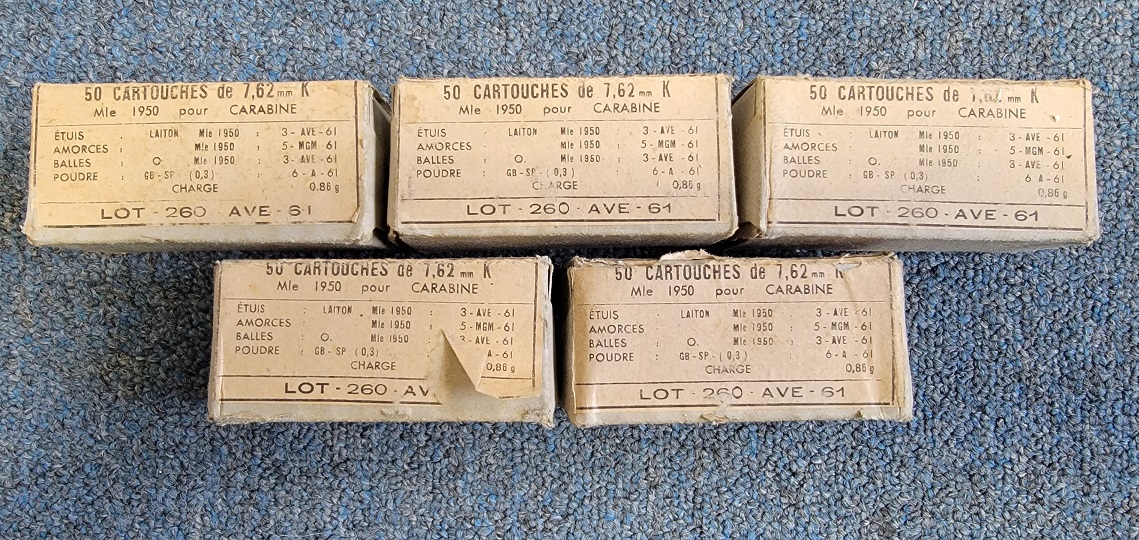 50 CARTOUCHES de 7,62 mm K
Mle 1950 pour CARABINE
ÉTUIS : LAITON Mle 1950 : 3 - AVE - 61
AMORCES : Mle 1950 : 5 - MGM - 61
BALLES : O. Mle 1950 : 3 - AVE - 61
POUDRE : GB - SP - (0,3) 6 - A - 61
CHARGE 0,86 g
LOT - 260 - AVE - 61
50 CARTOUCHES de 7,62 mm K
Mle 1950 pour CARABINE
ÉTUIS : LAITON Mle 1950 : 3 - AVE - 61
AMORCES : Mle 1950 : 5 - MGM - 61
BALLES : O. Mle 1950 : 3 - AVE - 61
POUDRE : GB - SP - (0,3) 6 - A - 61
CHARGE 0,86 g
LOT - 260 - AVE - 61
50 CARTOUCHES de 7,62 mm K
Mle 1950 pour CARABINE
ÉTUIS : LAITON Mle 1950 : 3 - AVE - 61
AMORCES : Mle 1950 : 5 - MGM - 61
BALLES : O. Mle 1950 : 3 - AVE - 61
POUDRE : GB - SP - (0,3) 6 A - 61
CHARGE 0,86 g
LOT - 260 - AVE - 61
50 CARTOUCHES de 7,62 mm K
Mle 1950 pour CARABINE
ÉTUIS : LAITON Mle 1950 : 3 - AVE - 61
AMORCES Mle 1950 : 5 - MGM - 61
BALLES : O. Mle 1950 3 - AVE - 61
POUDRE : GB - SP (0,3) A - 61
CHARGE 0,86 g
LOT - 260 - AV
50 CARTOUCHES de 7,62 mm K
Mle 1950 pour CARABINE
ÉTUIS : LAITON Mle 1950 : 3 - AVE - 61
AMORCES Mle 1950 : 5 - MGM - 61
BALLES : O. Mle 1950 : 3 - AVE - 61
POUDRE : GB - SP - (0,3) 6 - A - 61
CHARGE 0,86 g
LOT - 260 - AVE - 61